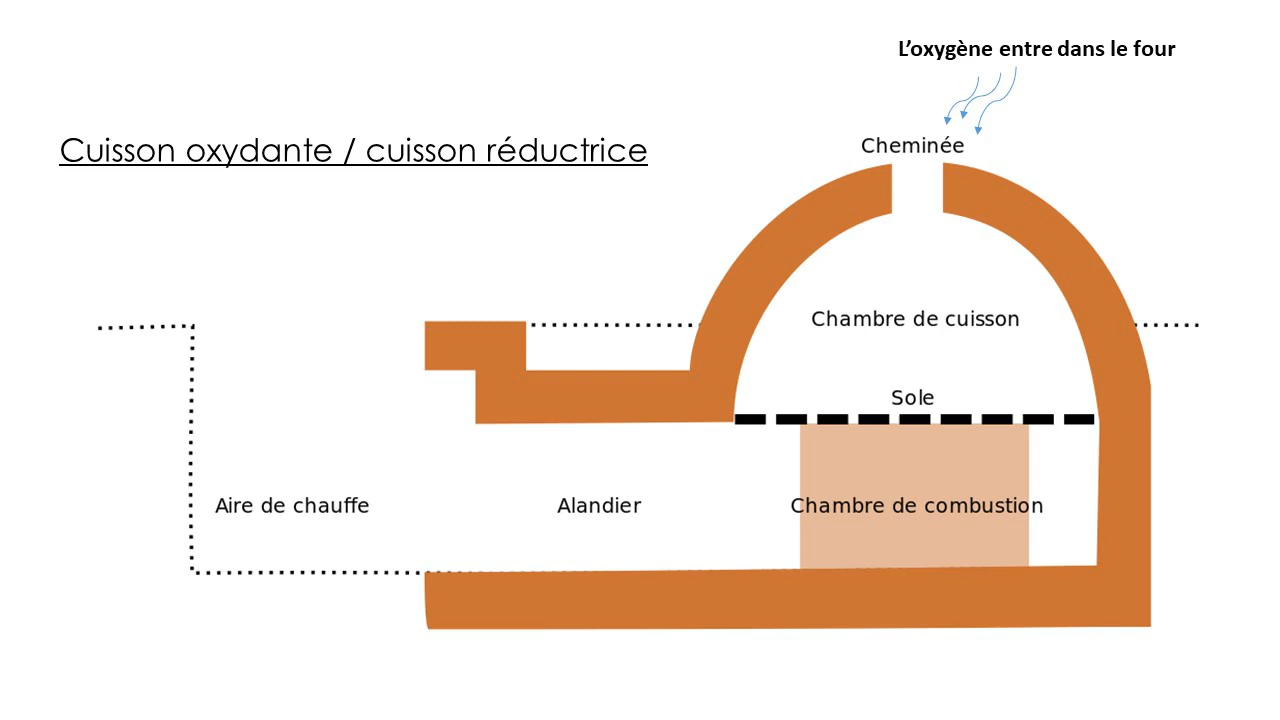 L’oxygène entre dans le four
Cuisson oxydante / cuisson réductrice
Cheminée
Chambre de cuisson
Sole
Aire de chauffe
Alandier
Chambre de combustion